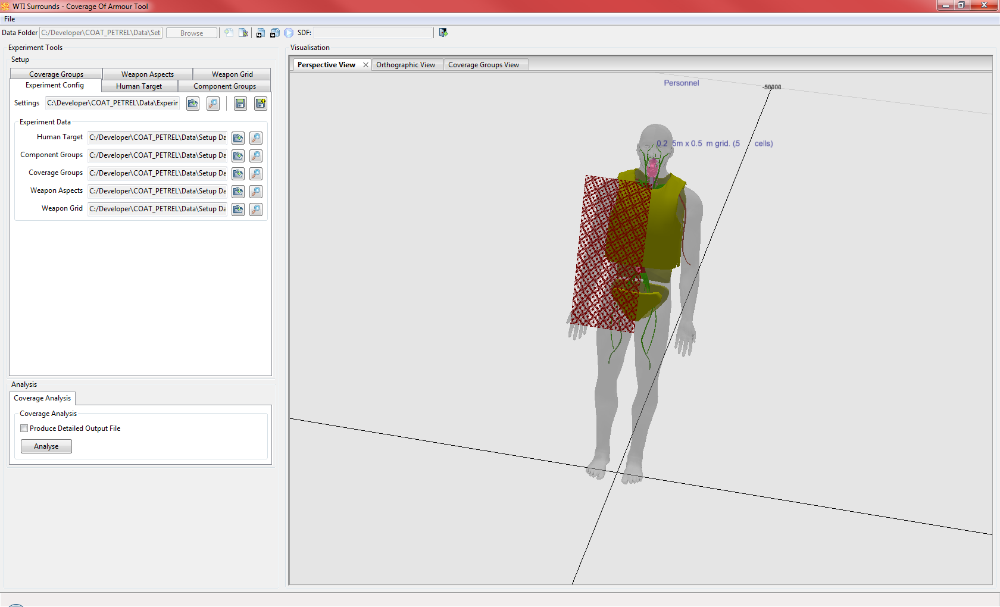 WTI Surrounds - Coverage Of Armour Tool
File
Data Folder C:/Developer\COAT_PETREL\Data\Set Browse SDF:
Experiment Tools
Visualisation
Setup
Perspective View Orthographic View Coverage Groups View
Coverage Groups Weapon Aspects Weapon Grid
Experiment Config Human Target Component Groups
Settings C:\Developer\COAT_PETREL\Data\Experin
Experiment Data
Human Target C:/Developer\COAT_PETREL\Data\Setup Da
Component Groups C:/Developer\COAT_PETREL\Data\Setup Da
Coverage Groups C:/Developer\COAT_PETREL\Data\Setup Da
Weapon Aspects C:/Developer\COAT_PETREL\Data\Setup Da
Weapon Grid C:/Developer\COAT_PETREL\Data\Setup Da
Personnel
-50000
0.2 5m x 0.5 m grid. (5 cells)
Analysis
Coverage Analysis
Coverage Analysis
Produce Detailed Output File
Analyse